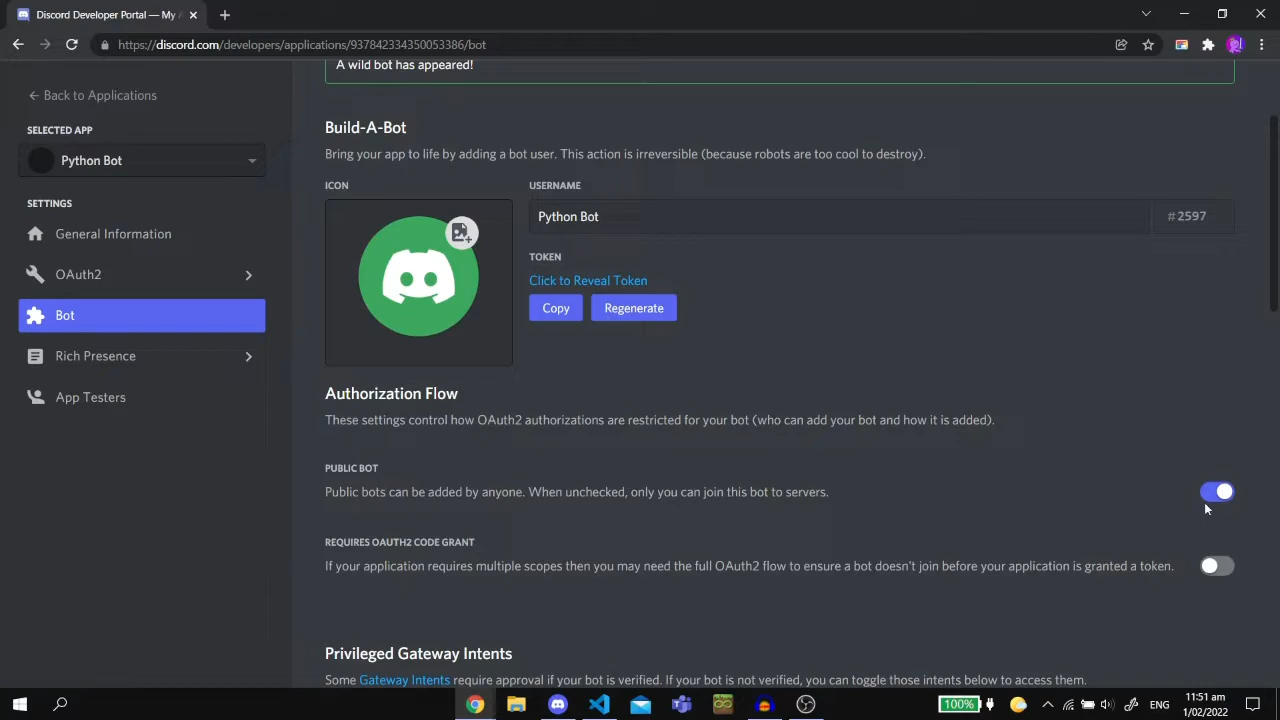 Discord Developer Portal — My A
https://discord.com/developers/applications/937842334350053386/bot
Back to Applications
SELECTED APP
Python Bot
SETTINGS
General Information
OAuth2
Bot
Rich Presence
App Testers
A wild bot has appeared!
Build-A-Bot
Bring your app to life by adding a bot user. This action is irreversible (because robots are too cool to destroy).
ICON
USERNAME
Python Bot
#2597
TOKEN
Click to Reveal Token
Copy
Regenerate
Authorization Flow
These settings control how OAuth2 authorizations are restricted for your bot (who can add your bot and how it is added).
PUBLIC BOT
Public bots can be added by anyone. When unchecked, only you can join this bot to servers.
REQUIRES OAUTH2 CODE GRANT
If your application requires multiple scopes then you may need the full OAuth2 flow to ensure a bot doesn't join before your application is granted a token.
Privileged Gateway Intents
Some Gateway Intents require approval if your bot is verified. If your bot is not verified, you can toggle those intents below to access them.
100%
ENG
11:51 am
1/02/2022